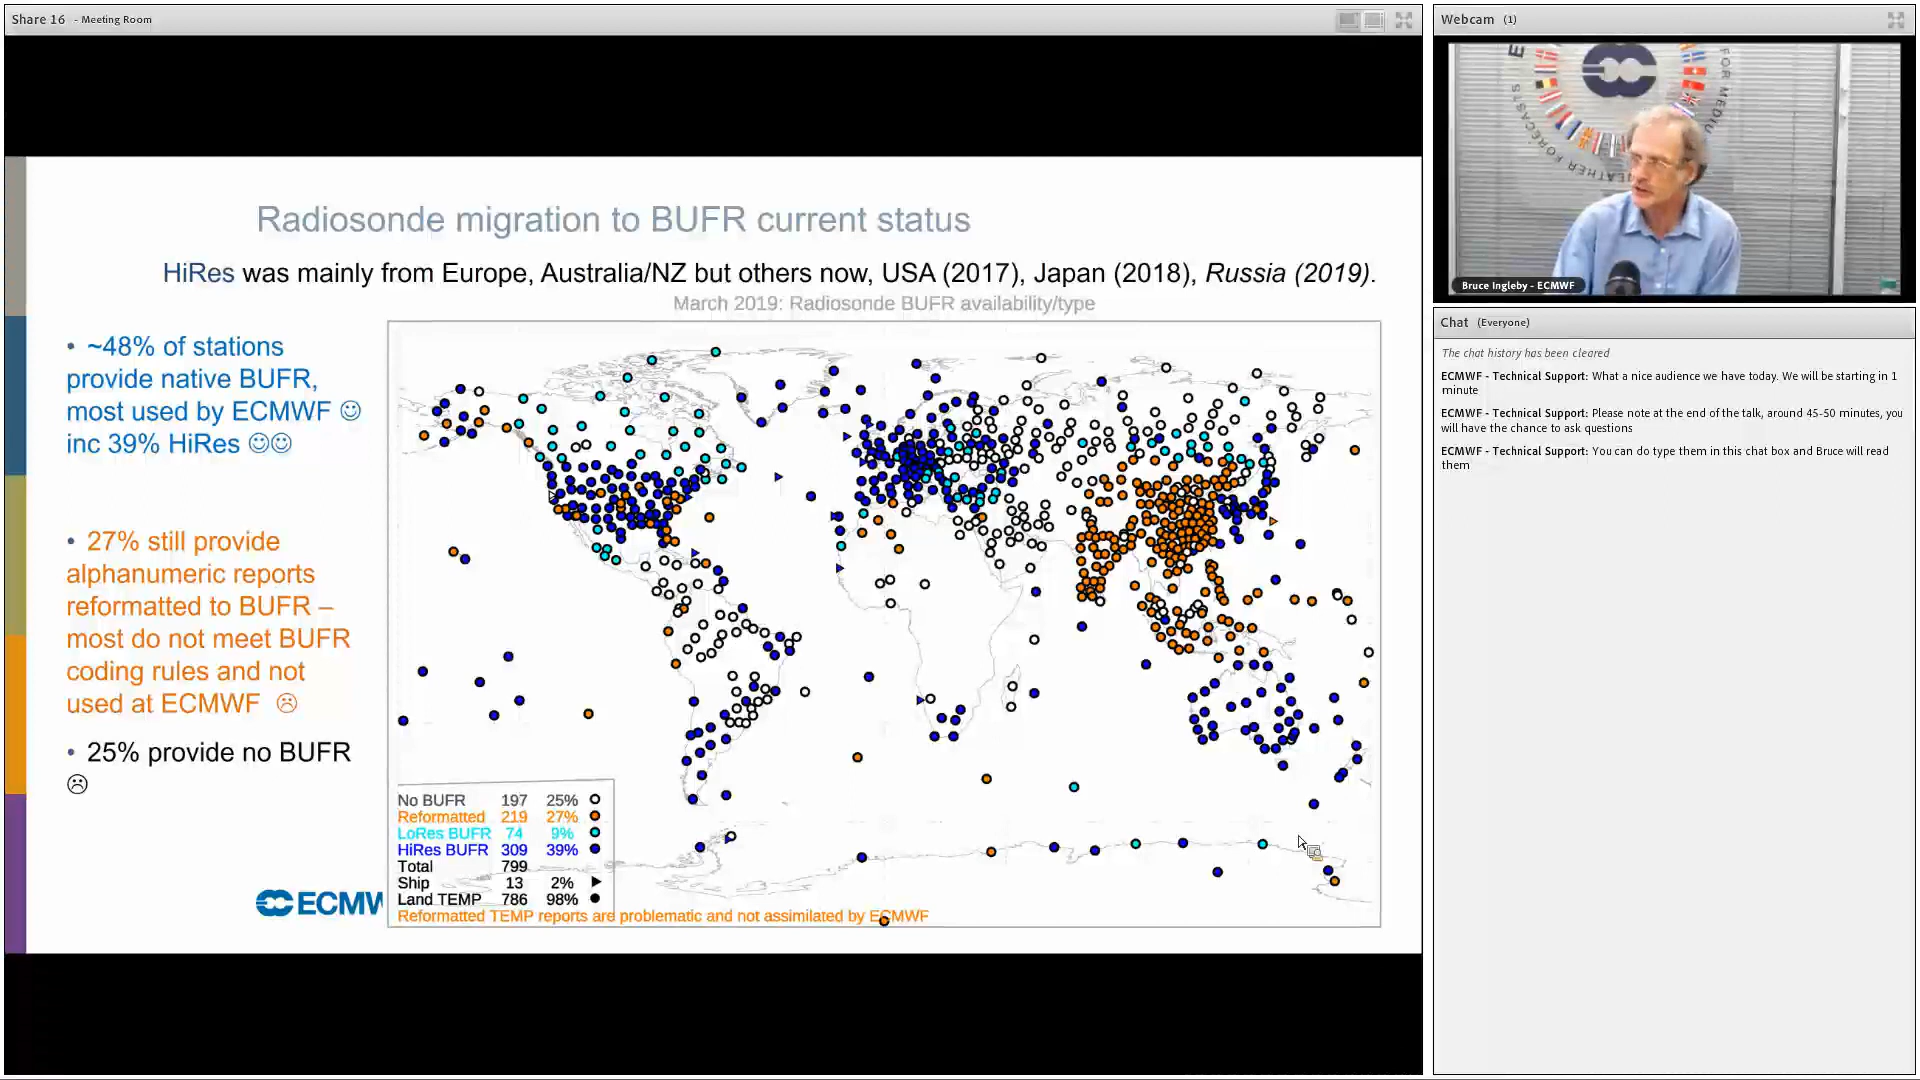 Share 16 - Meeting Room
Radiosonde migration to BUFR current status
HiRes was mainly from Europe, Australia/NZ but others now, USA (2017), Japan (2018), Russia (2019).
March 2019: Radiosonde BUFR availability/type
• ~48% of stations
provide native BUFR,
most used by ECMWF ☺
inc 39% HiRes ☺☺
• 27% still provide
alphanumeric reports
reformatted to BUFR –
most do not meet BUFR
coding rules and not
used at ECMWF ☹
• 25% provide no BUFR
☹
No BUFR 197 25%
Reformatted 219 27%
LoRes BUFR 74 9%
HiRes BUFR 309 39%
Total 799
Ship 13 2%
Land TEMP 786 98%
Reformatted TEMP reports are problematic and not assimilated by ECMWF
ECMW
Webcam (1)
FOR MEDIU
WEATHER FORECASTS
E
Bruce Ingleby - ECMWF
Chat (Everyone)
The chat history has been cleared
ECMWF - Technical Support: What a nice audience we have today. We will be starting in 1
minute
ECMWF - Technical Support: Please note at the end of the talk, around 45-50 minutes, you
will have the chance to ask questions
ECMWF - Technical Support: You can do type them in this chat box and Bruce will read
them